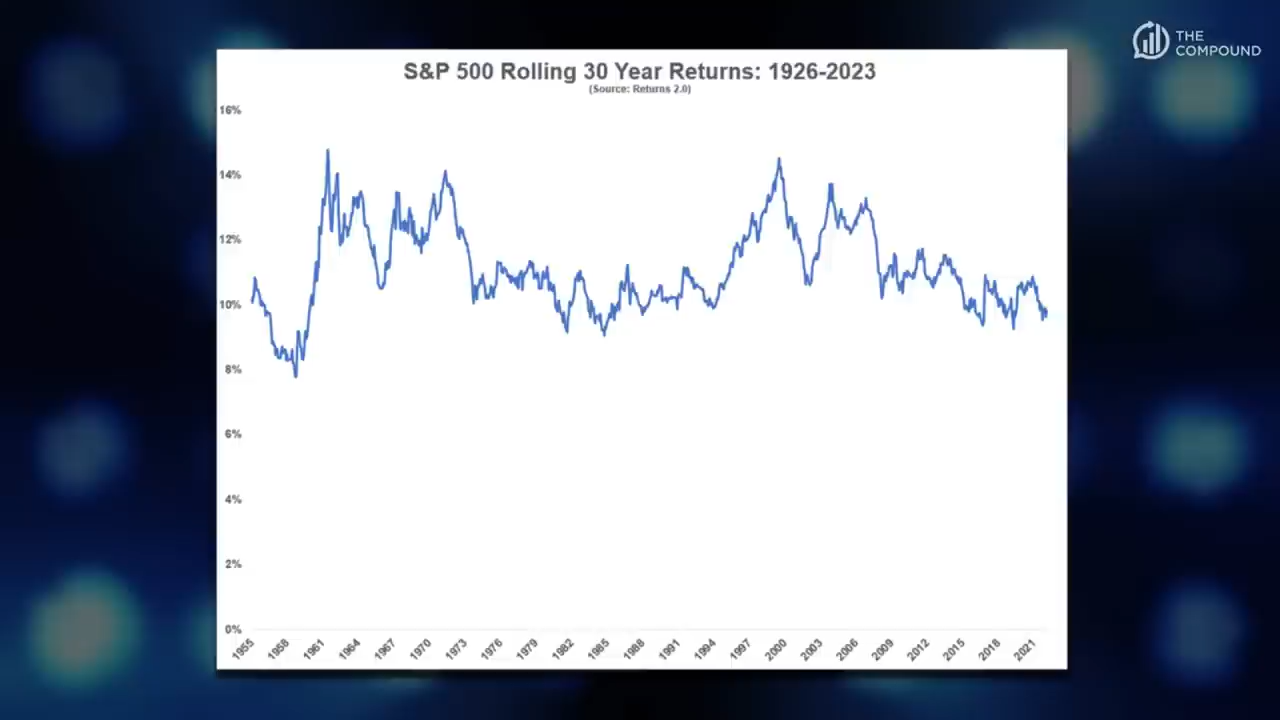 THE
COMPOUND
S&P 500 Rolling 30 Year Returns: 1926-2023
(Source: Returns 2.0)
16%
14%
12%
10%
8%
6%
4%
2%
0%
1955 1958 1961 1964 1967 1970 1973 1976 1979 1982 1985 1988 1991 1994 1997 2000 2003 2006 2009 2012 2015 2018 2021